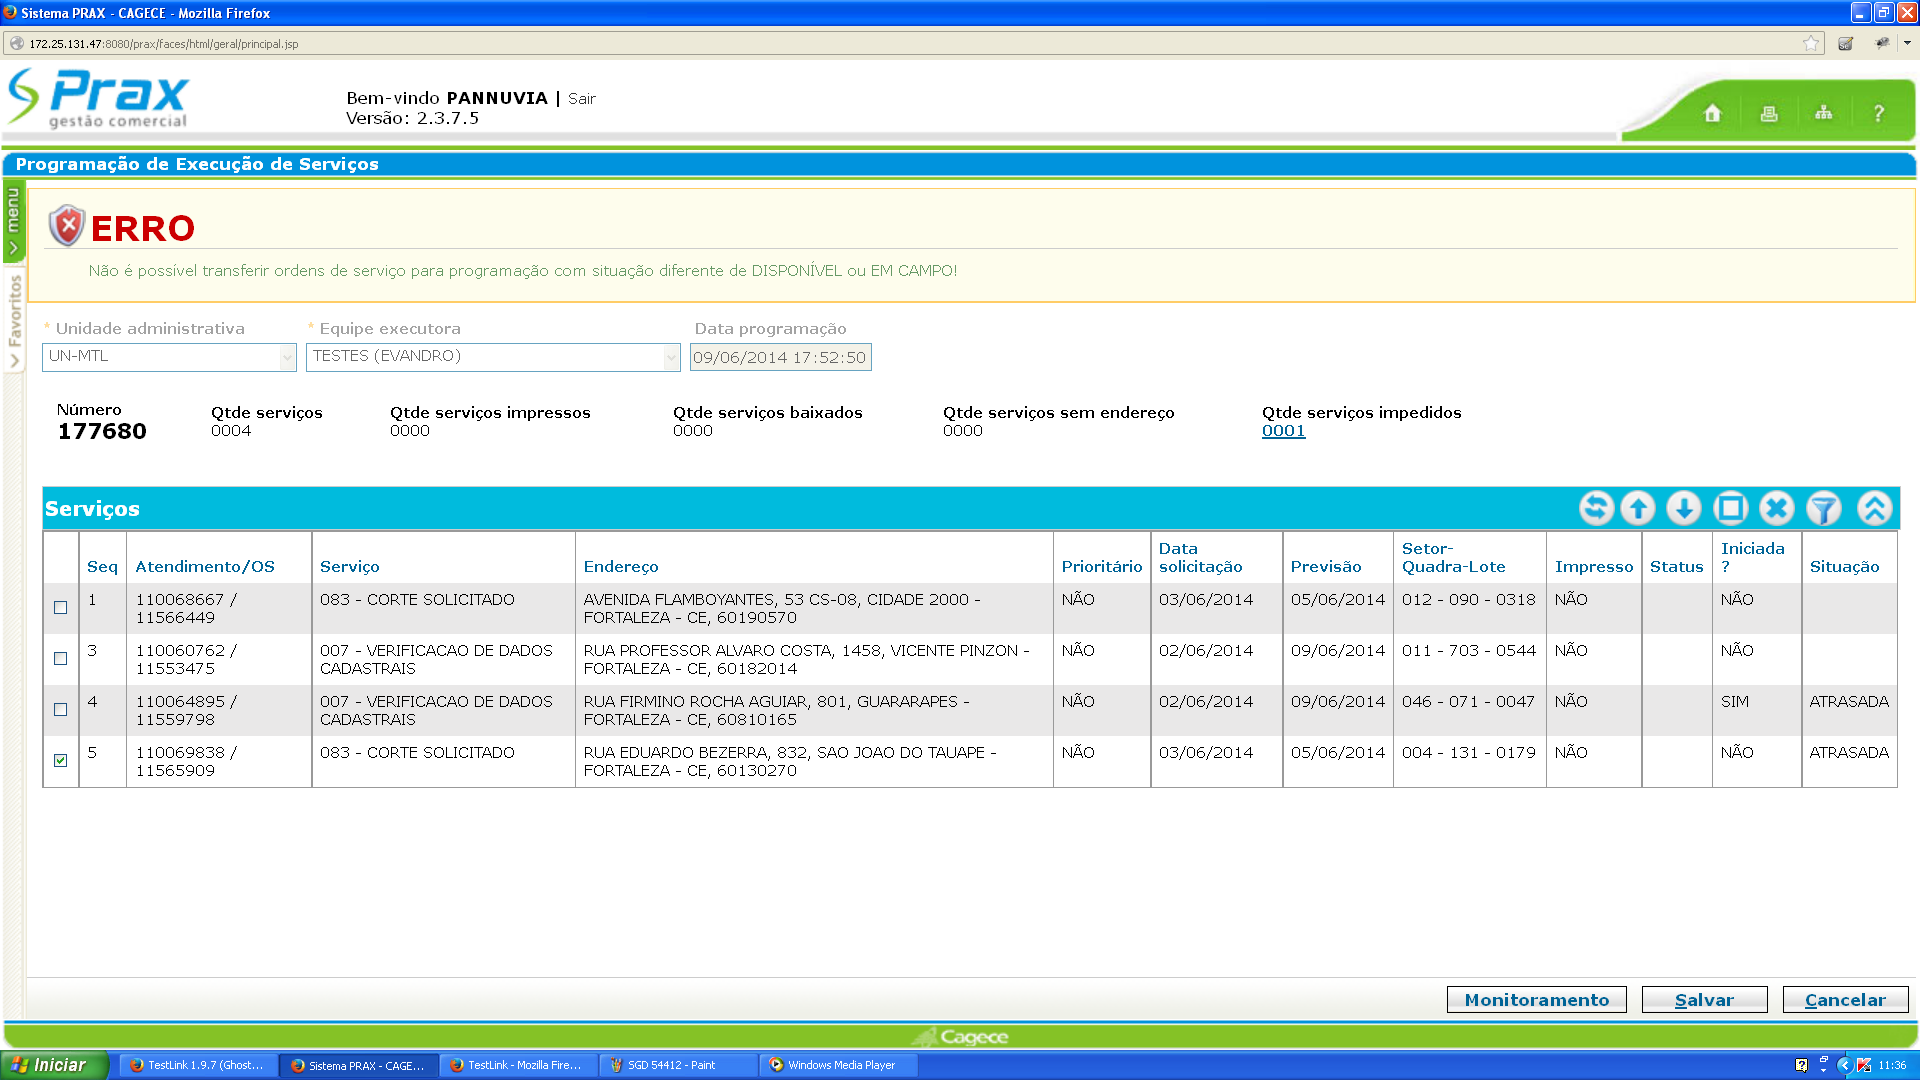 Sistema PRAX - CAGECE - Mozilla Firefox
172.25.131.47:8080/prax/faces/html/geral/principal.jsp
Prax
gestão comercial
Bem-vindo PANNUVIA | Sair
Versão: 2.3.7.5
?
Programação de Execução de Serviços
menu
Favoritos
ERRO
Não é possível transferir ordens de serviço para programação com situação diferente de DISPONÍVEL ou EM CAMPO!
* Unidade administrativa * Equipe executora Data programação
UN-MTL TESTES (EVANDRO) 09/06/2014 17:52:50
Número Qtde serviços Qtde serviços impressos Qtde serviços baixados Qtde serviços sem endereço Qtde serviços impedidos
177680 0004 0000 0000 0000 0001
Serviços
Seq Atendimento/OS Serviço Endereço Prioritário Data solicitação Previsão Setor-Quadra-Lote Impresso Status Iniciada ? Situação
1 110068667 / 083 - CORTE SOLICITADO AVENIDA FLAMBOYANTES, 53 CS-08, CIDADE 2000 - NÃO 03/06/2014 05/06/2014 012 - 090 - 0318 NÃO NÃO
11566449 FORTALEZA - CE, 60190570
3 110060762 / 007 - VERIFICACAO DE DADOS RUA PROFESSOR ALVARO COSTA, 1458, VICENTE PINZON - NÃO 02/06/2014 09/06/2014 011 - 703 - 0544 NÃO NÃO
11553475 CADASTRAIS FORTALEZA - CE, 60182014
4 110064895 / 007 - VERIFICACAO DE DADOS RUA FIRMINO ROCHA AGUIAR, 801, GUARARAPES - NÃO 02/06/2014 09/06/2014 046 - 071 - 0047 NÃO SIM ATRASADA
11559798 CADASTRAIS FORTALEZA - CE, 60810165
5 110069838 / 083 - CORTE SOLICITADO RUA EDUARDO BEZERRA, 832, SAO JOAO DO TAUAPE - NÃO 03/06/2014 05/06/2014 004 - 131 - 0179 NÃO NÃO ATRASADA
11565909 FORTALEZA - CE, 60130270
Monitoramento Salvar Cancelar
Cagece
Iniciar TestLink 1.9.7 (Ghost... Sistema PRAX - CAGE... TestLink - Mozilla Fire... SGD 54412 - Paint Windows Media Player 11:36